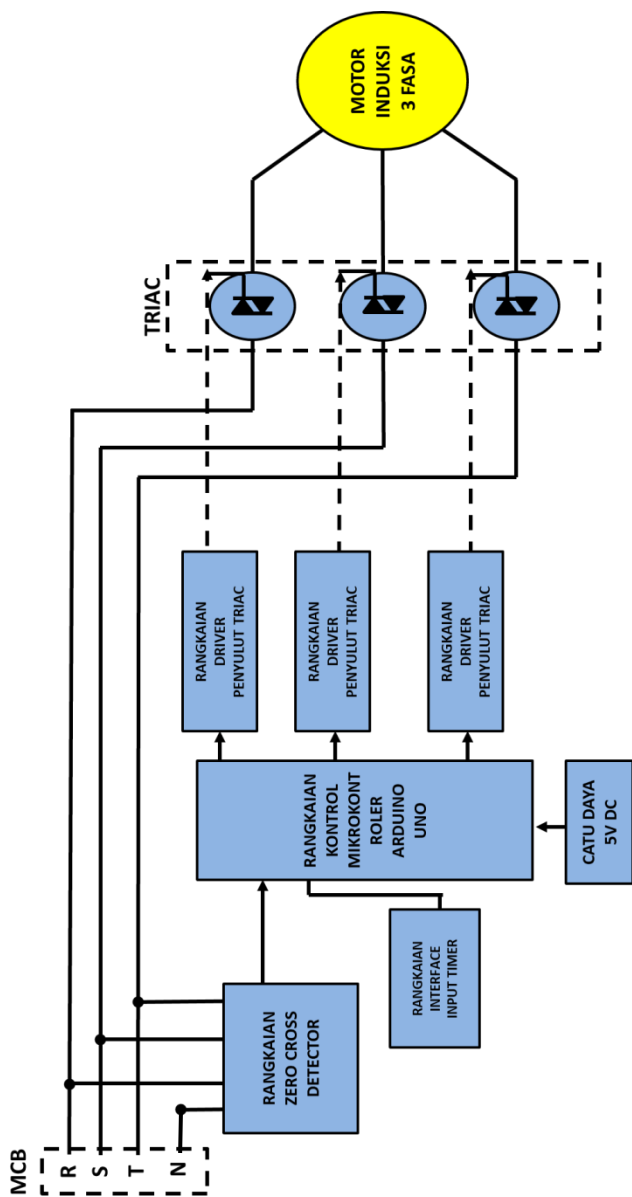 MCB
R
S
T
N
RANGKAIAN
ZERO CROSS
DETECTOR
RANGKAIAN
INTERFACE
INPUT TIMER
RANGKAIAN
KONTROL
MIKROKONT
ROLER
ARDUINO
UNO
CATU DAYA
5V DC
RANGKAIAN
DRIVER
PENYULUT TRIAC
RANGKAIAN
DRIVER
PENYULUT TRIAC
RANGKAIAN
DRIVER
PENYULUT TRIAC
TRIAC
MOTOR
INDUKSI
3 FASA